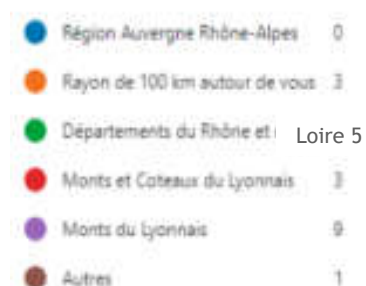 Région Auvergne Rhône-Alpes 0
Rayon de 100 km autour de vous 3
Départements du Rhône et Loire 5
Monts et Coteaux du Lyonnais 3
Monts du Lyonnais 9
Autres 1